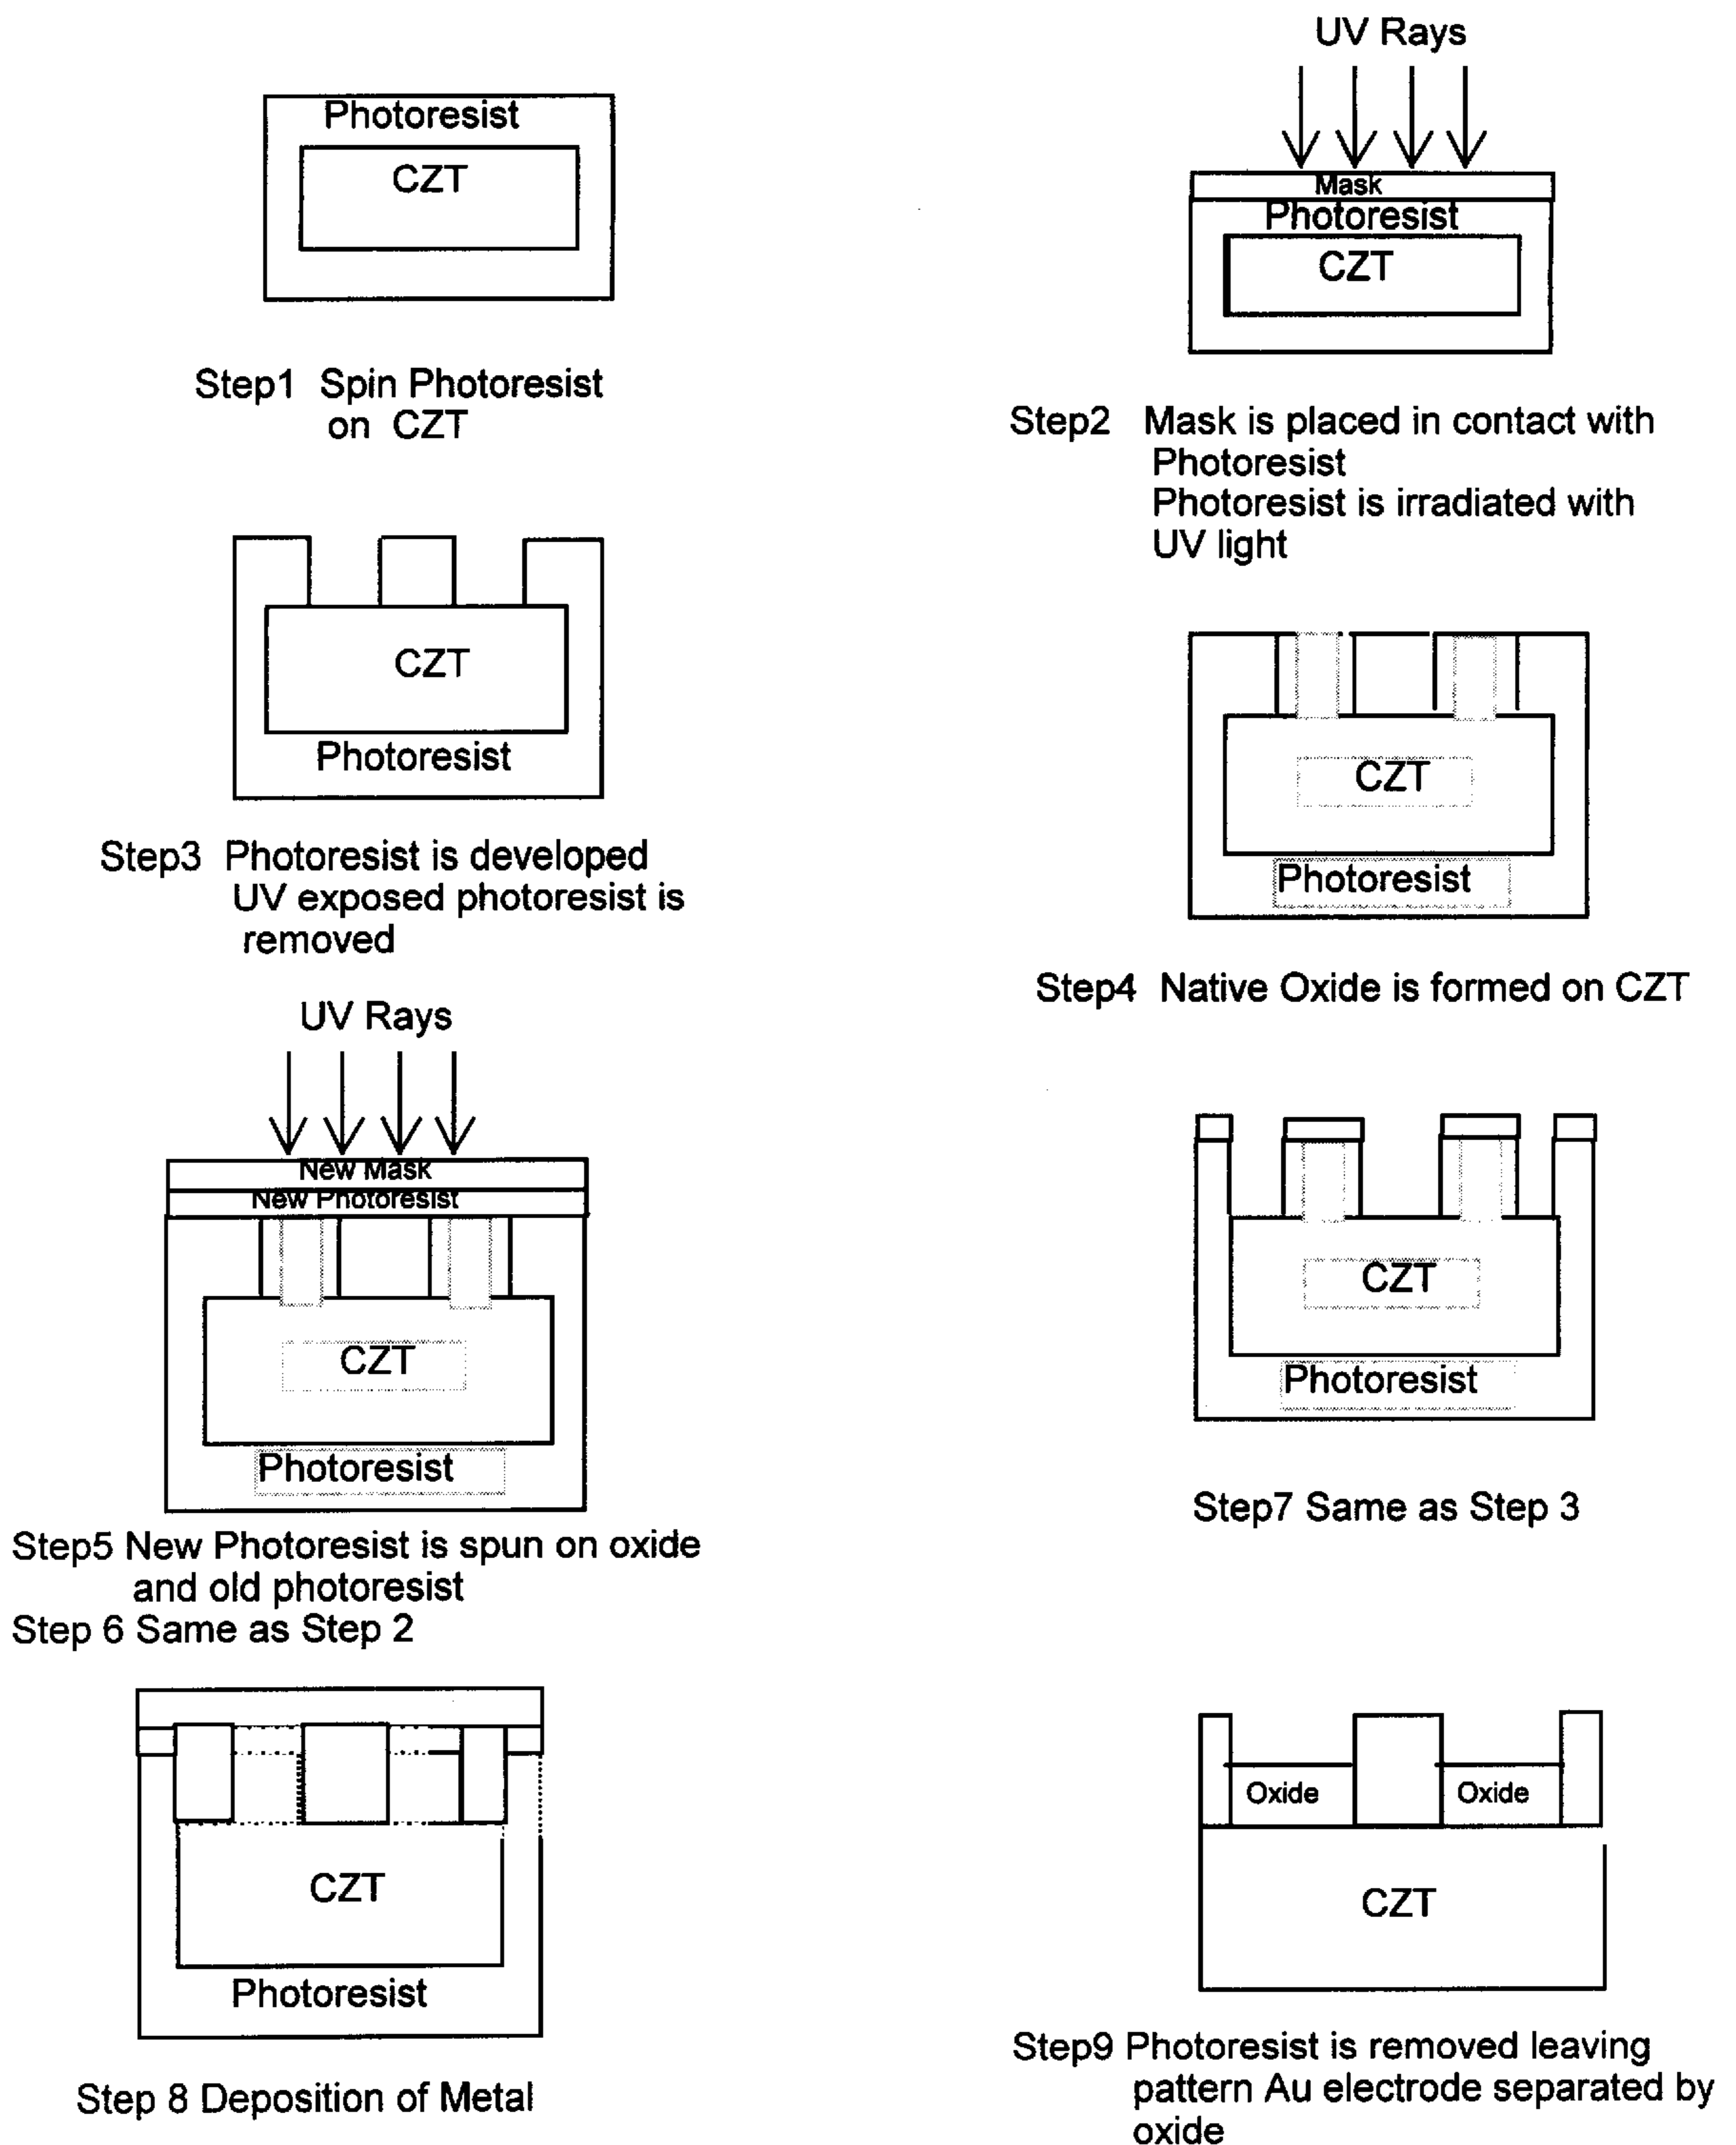 Photoresist
CZT
Step1 Spin Photoresist
on CZT
UV Rays
Mask
Photoresist
CZT
Step2 Mask is placed in contact with
Photoresist
Photoresist is irradiated with
UV light
CZT
Photoresist
Step3 Photoresist is developed
UV exposed photoresist is
removed
CZT
Photoresist
Step4 Native Oxide is formed on CZT
UV Rays
New Mask
New Photoresist
CZT
Photoresist
Step5 New Photoresist is spun on oxide
and old photoresist
Step 6 Same as Step 2
CZT
Photoresist
Step7 Same as Step 3
CZT
Photoresist
Step 8 Deposition of Metal
Oxide Oxide
CZT
Step9 Photoresist is removed leaving
pattern Au electrode separated by
oxide